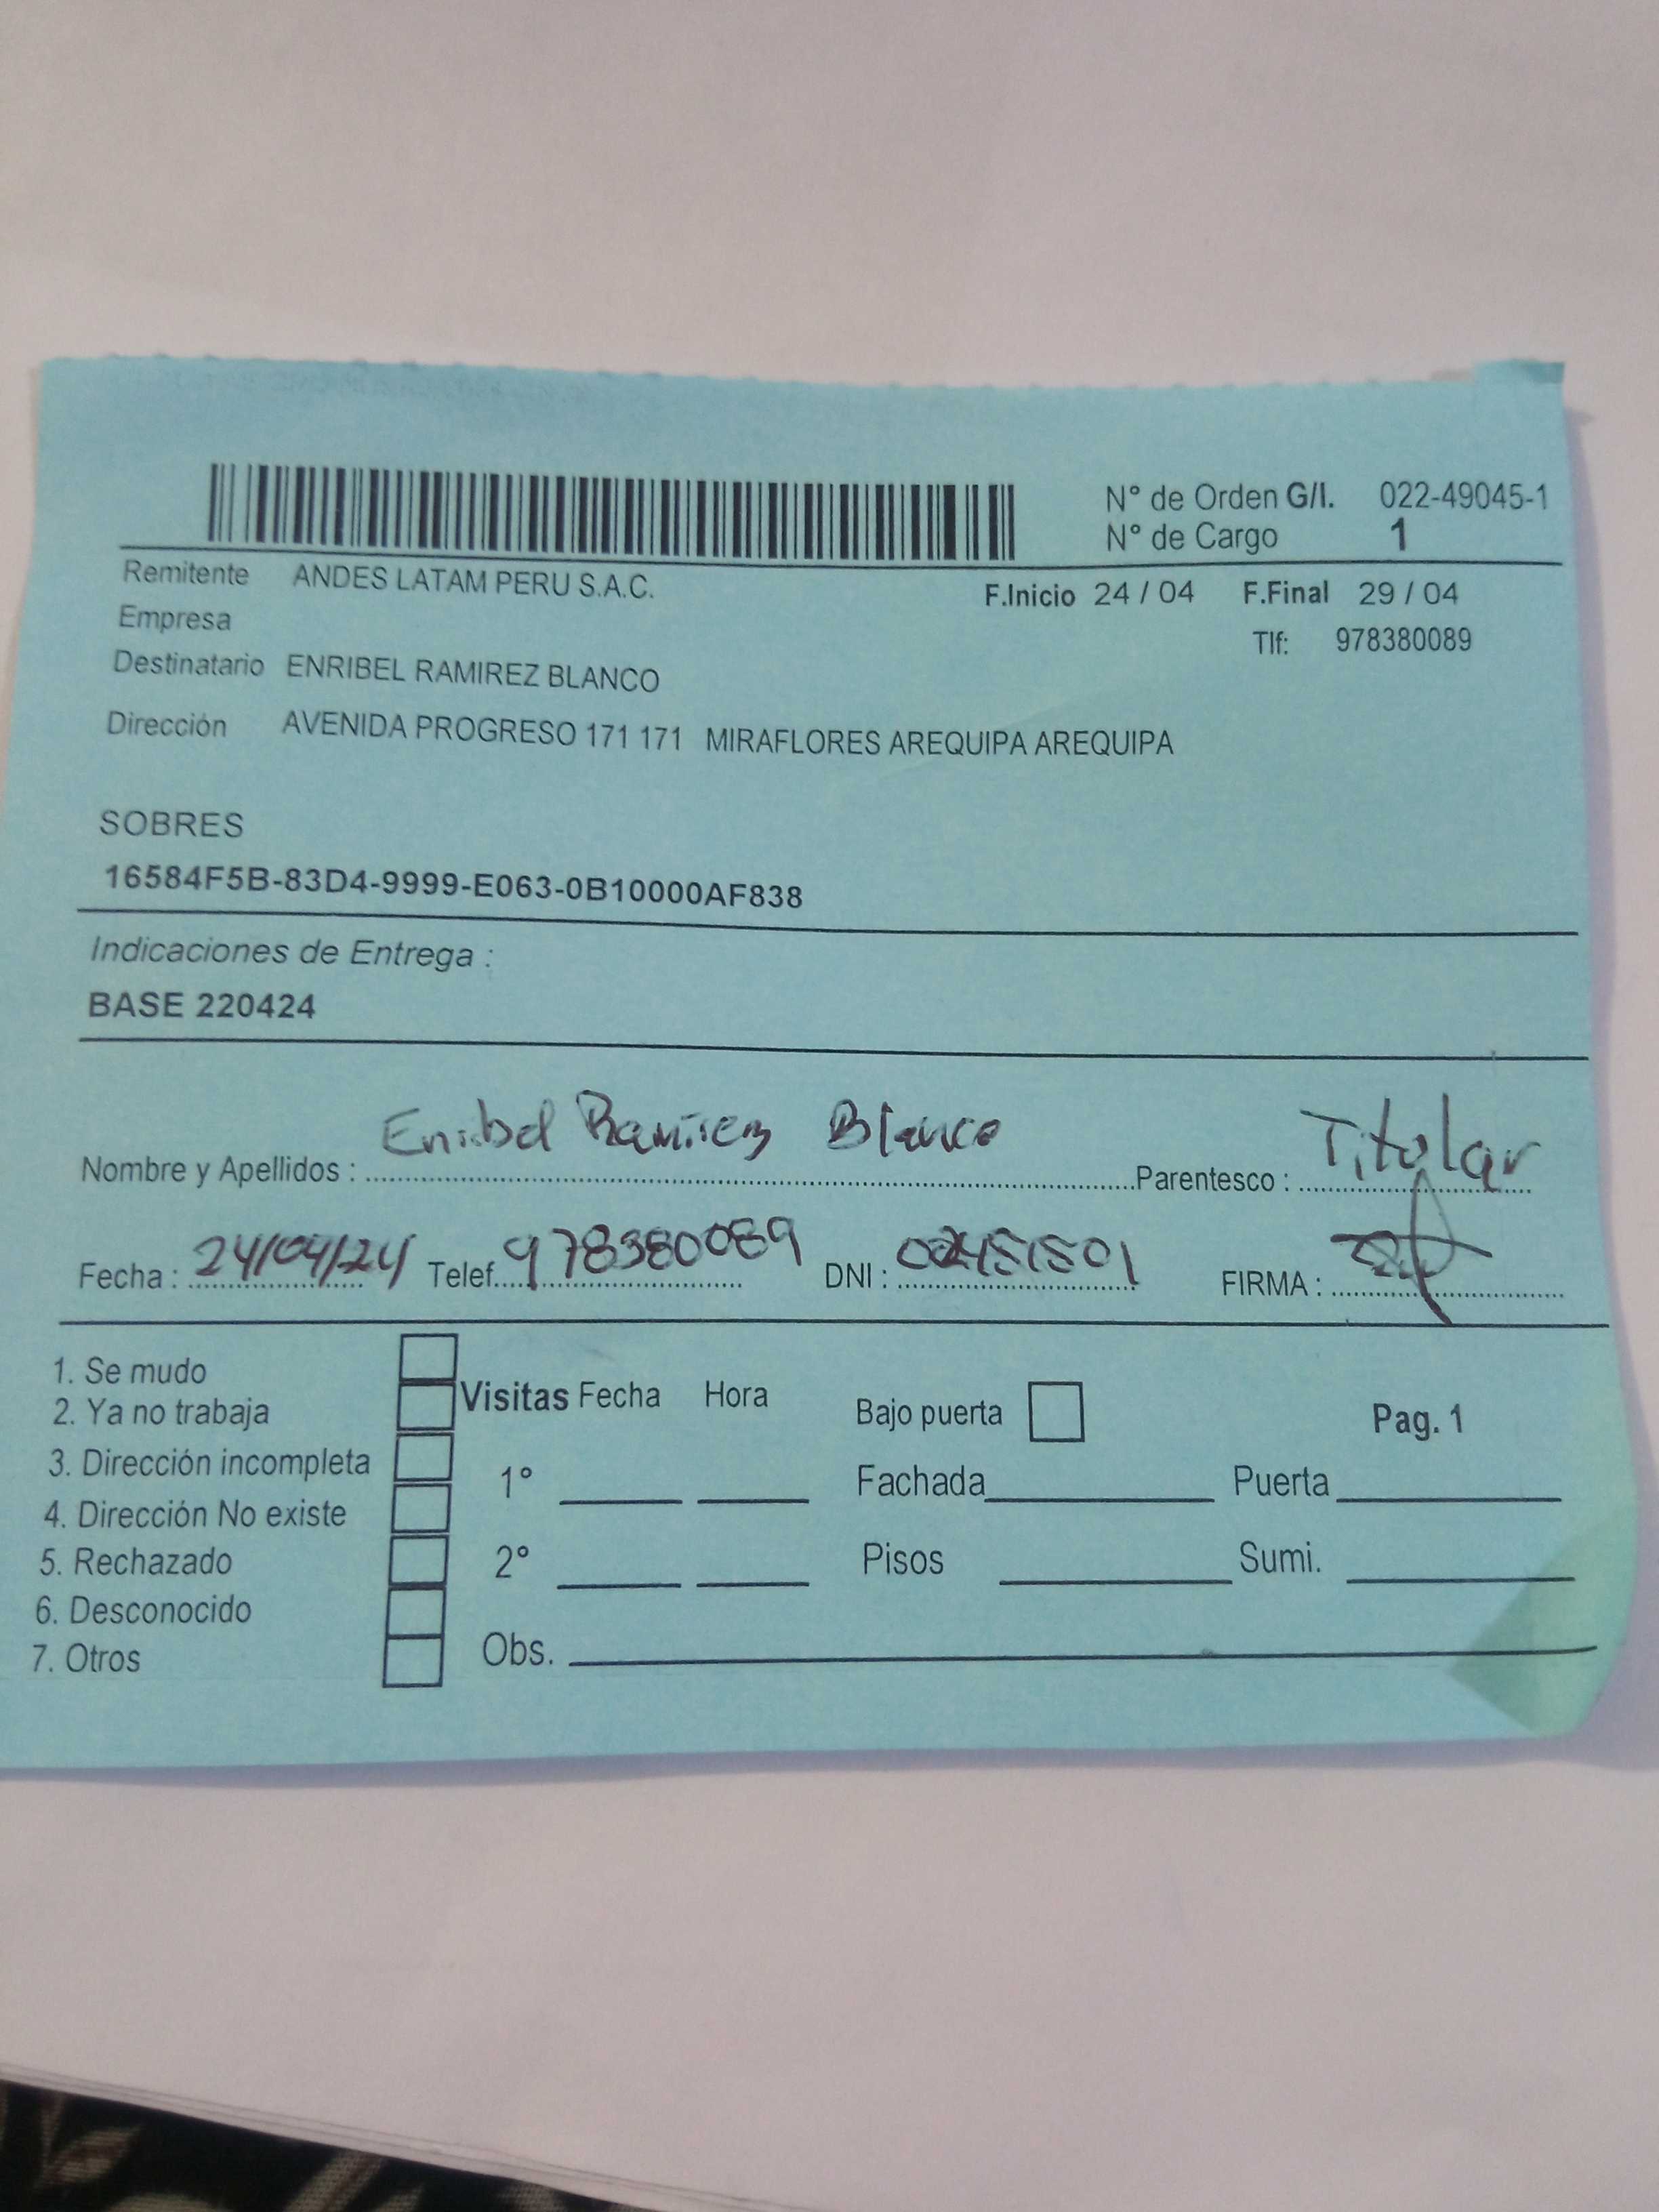 N° de Orden G/I. 022-49045-1
N° de Cargo 1
Remitente ANDES LATAM PERU S.A.C. F.Inicio 24 / 04 F.Final 29 / 04
Empresa Tlf: 978380089
Destinatario ENRIBEL RAMIREZ BLANCO
Dirección AVENIDA PROGRESO 171 171 MIRAFLORES AREQUIPA AREQUIPA
SOBRES
16584F5B-83D4-9999-E063-0B10000AF838
Indicaciones de Entrega :
BASE 220424
Nombre y Apellidos : Enribel Ramirez Blanco Parentesco : Titular
Fecha : 24/04/24 Telef. 978380089 DNI : FIRMA :
1. Se mudo
2. Ya no trabaja Visitas Fecha Hora Bajo puerta Pag. 1
3. Dirección incompleta 1° Fachada Puerta
4. Dirección No existe
5. Rechazado 2° Pisos Sumi.
6. Desconocido
7. Otros Obs.